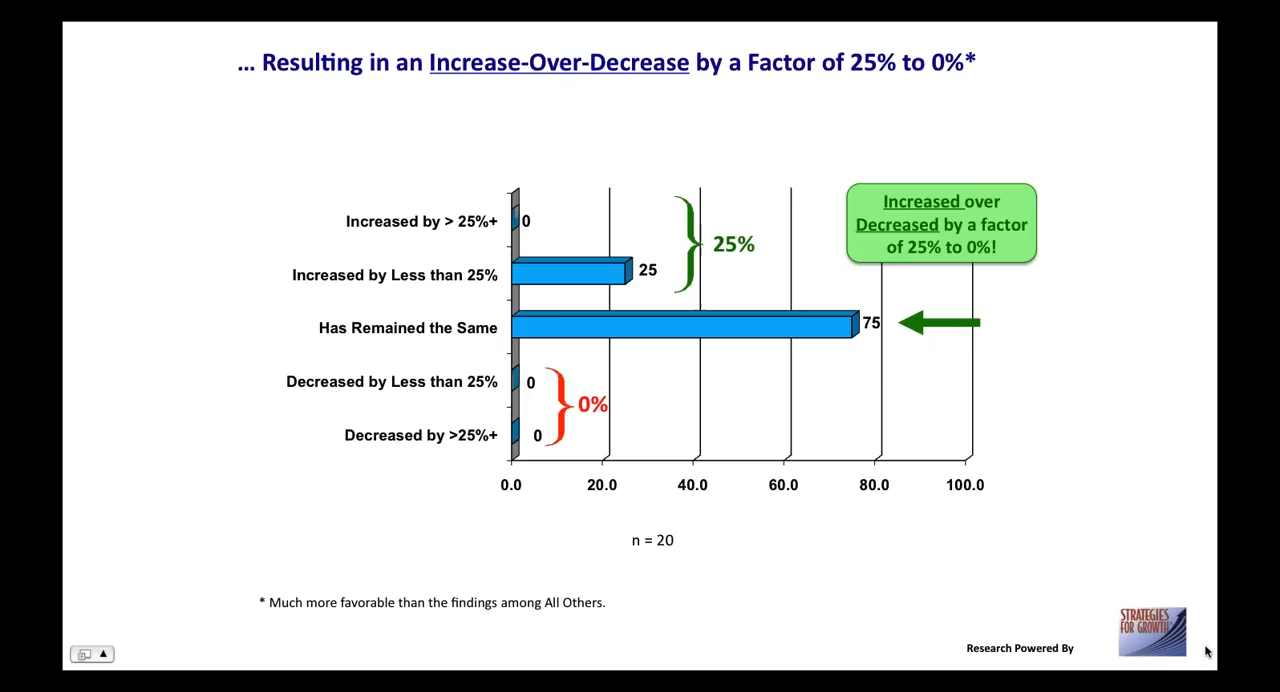 ... Resulting in an Increase-Over-Decrease by a Factor of 25% to 0%*
Increased by > 25%+
0
Increased by Less than 25%
25
25%
Has Remained the Same
75
Decreased by Less than 25%
0
Decreased by >25%+
0
0%
Increased over
Decreased by a factor
of 25% to 0%!
0.0 20.0 40.0 60.0 80.0 100.0
n = 20
* Much more favorable than the findings among All Others.
Research Powered By
STRATEGIES
FOR GROWTH